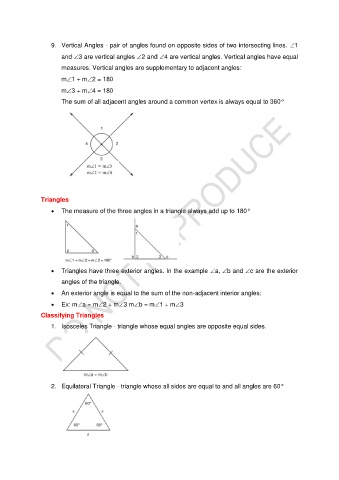 9. Vertical Angles - pair of angles found on opposite sides of two intersecting lines. ∠1
and ∠3 are vertical angles ∠2 and ∠4 are vertical angles. Vertical angles have equal
measures. Vertical angles are supplementary to adjacent angles:
m∠1 + m∠2 = 180
m∠3 + m∠4 = 180
The sum of all adjacent angles around a common vertex is always equal to 360°
1
4 2
3
m∠1 = m∠3
m∠2 = m∠4
Triangles
• The measure of the three angles in a triangle always add up to 180°
m∠1 + m∠2 + m∠3 = 180°
• Triangles have three exterior angles. In the example ∠a, ∠b and ∠c are the exterior
angles of the triangle.
• An exterior angle is equal to the sum of the non-adjacent interior angles:
• Ex: m∠a = m∠2 + m∠3 m∠b = m∠1 + m∠3
Classifying Triangles
1. Isosceles Triangle - triangle whose equal angles are opposite equal sides.
m∠a = m∠b
2. Equilateral Triangle - triangle whose all sides are equal to and all angles are 60°
60°
s s
60° 60°
s
DO NOT REPRODUCE